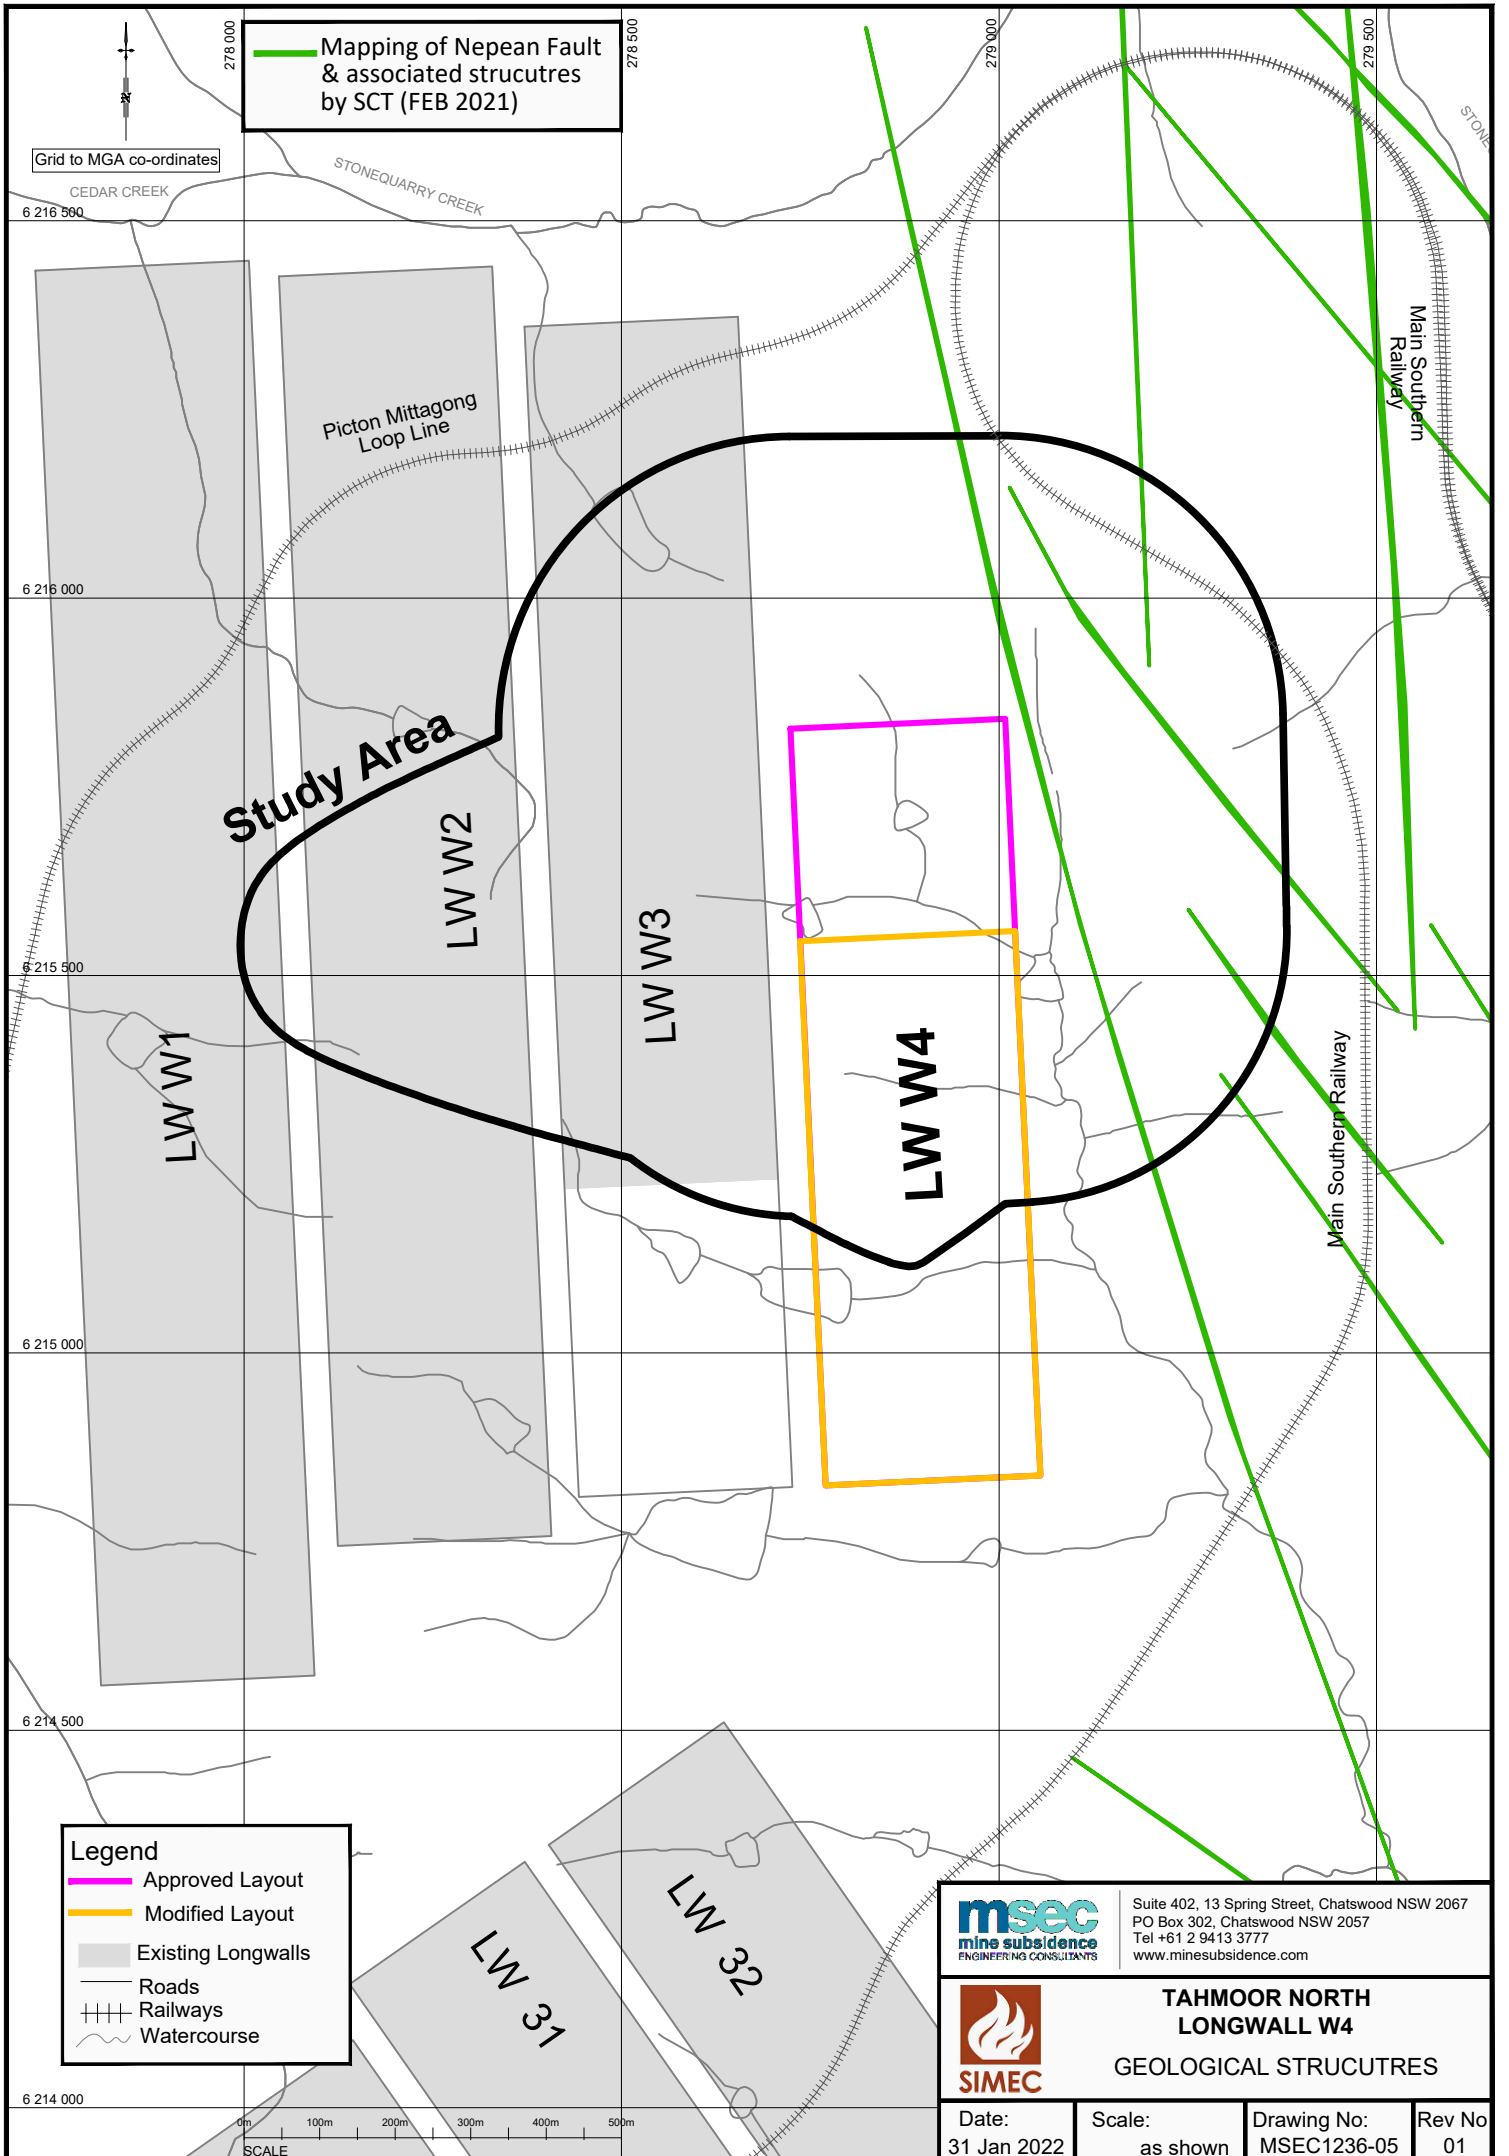 278 000
278 500
279 000
279 500
Mapping of Nepean Fault
& associated strucutres
by SCT (FEB 2021)
N
Grid to MGA co-ordinates
CEDAR CREEK
STONEQUARRY CREEK
6 216 500
Main Southern
Railway
Picton Mittagong
Loop Line
6 216 000
Study Area
LW W2
LW W3
6 215 500
LW W1
LW W4
Main Southern Railway
6 215 000
6 214 500
Legend
Approved Layout
Modified Layout
Existing Longwalls
Roads
Railways
Watercourse
LW 31
LW 32
6 214 000
0m 100m 200m 300m 400m 500m
SCALE
msec
mine subsidence
ENGINEERING CONSULTANTS
Suite 402, 13 Spring Street, Chatswood NSW 2067
PO Box 302, Chatswood NSW 2057
Tel +61 2 9413 3777
www.minesubsidence.com
SIMEC
TAHMOOR NORTH
LONGWALL W4
GEOLOGICAL STRUCUTRES
Date:
31 Jan 2022
Scale:
as shown
Drawing No:
MSEC1236-05
Rev No
01